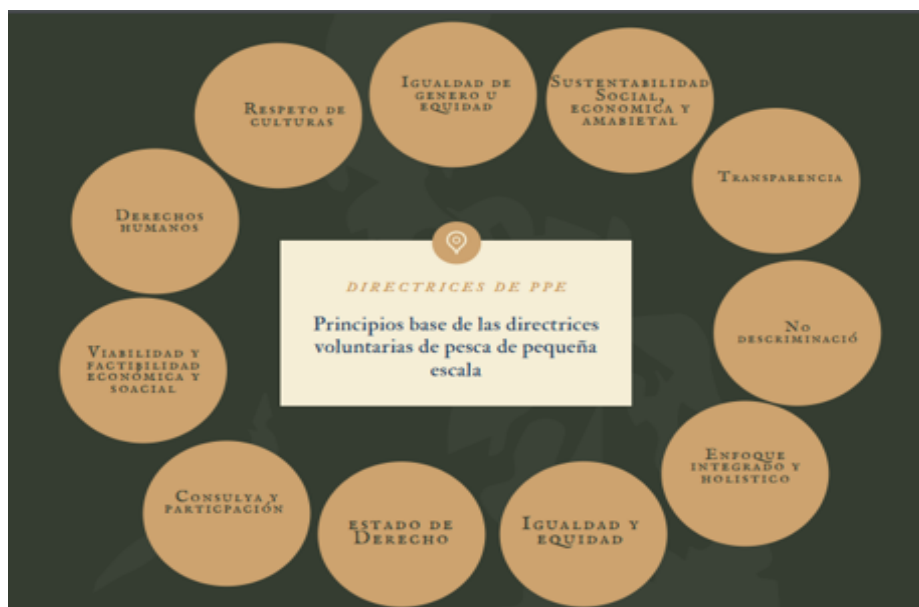 IGUALDAD DE
GENERO U
EQUIDAD
SUSTENTABILIDAD
SOCIAL,
ECONOMICA Y
AMABIETAL
TRANSPARENCIA
NO
DESCRIMINACIÓ
ENFOQUE
INTEGRADO Y
HOLISTICO
IGUALDAD Y
EQUIDAD
ESTADO DE
DERECHO
CONSULYA Y
PARTICPACIÓN
VIABILIDAD Y
FACTIBILIDAD
ECONÓMICA Y
SOACIAL
DERECHOS
HUMANOS
RESPETO DE
CULTURAS
DIRECTRICES DE PPE
Principios base de las directrices
voluntarias de pesca de pequeña
escala